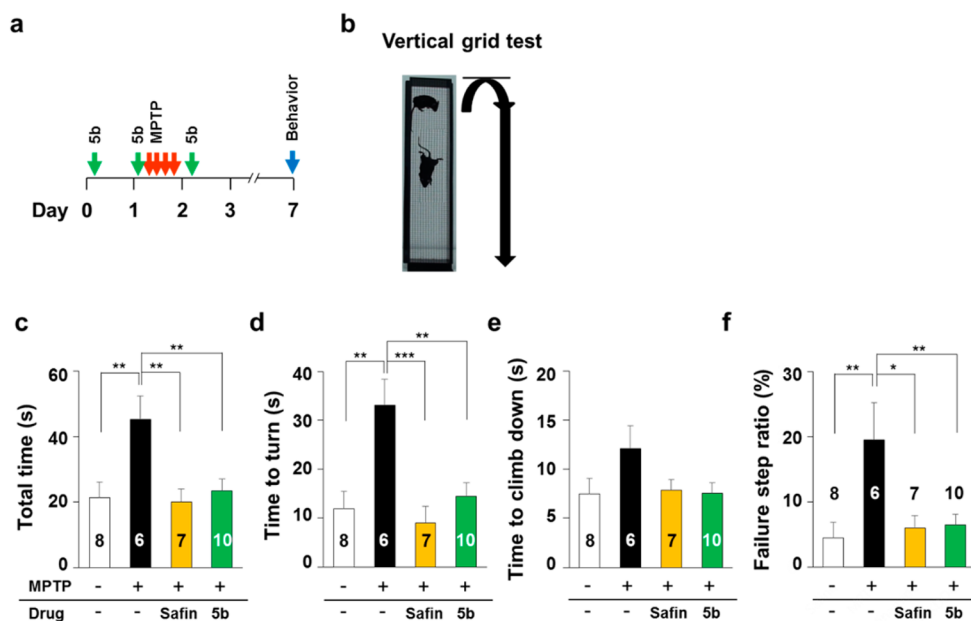 a
5b
5b
MPTP
5b
Behavior
Day
0
1
2
3
7
b
Vertical grid test
c
Total time (s)
60
40
20
0
**
**
**
8
6
7
10
MPTP
-
+
+
+
Drug
-
-
Safin
5b
d
Time to turn (s)
40
30
20
10
0
**
***
**
8
6
7
10
-
+
+
+
-
-
Safin
5b
e
Time to climb down (s)
20
15
10
5
0
8
6
7
10
-
+
+
+
-
-
Safin
5b
f
Failure step ratio (%)
30
20
10
0
**
*
**
8
6
7
10
-
+
+
+
-
-
Safin
5b